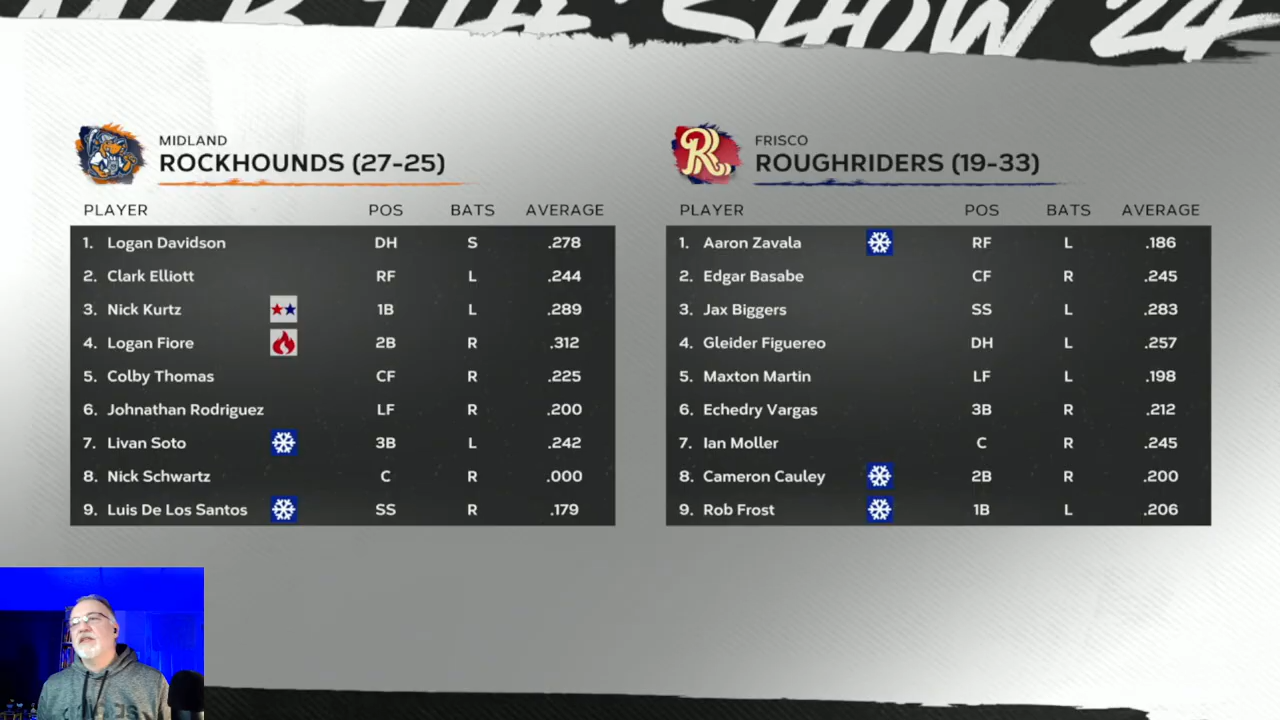 MLB THE SHOW 24
MIDLAND
ROCKHOUNDS (27-25)
PLAYER POS BATS AVERAGE
1. Logan Davidson DH S .278
2. Clark Elliott RF L .244
3. Nick Kurtz 1B L .289
4. Logan Fiore 2B R .312
5. Colby Thomas CF R .225
6. Johnathan Rodriguez LF R .200
7. Livan Soto 3B L .242
8. Nick Schwartz C R .000
9. Luis De Los Santos SS R .179
R
FRISCO
ROUGHRIDERS (19-33)
PLAYER POS BATS AVERAGE
1. Aaron Zavala RF L .186
2. Edgar Basabe CF R .245
3. Jax Biggers SS L .283
4. Gleider Figuereo DH L .257
5. Maxton Martin LF L .198
6. Echedry Vargas 3B R .212
7. Ian Moller C R .245
8. Cameron Cauley 2B R .200
9. Rob Frost 1B L .206